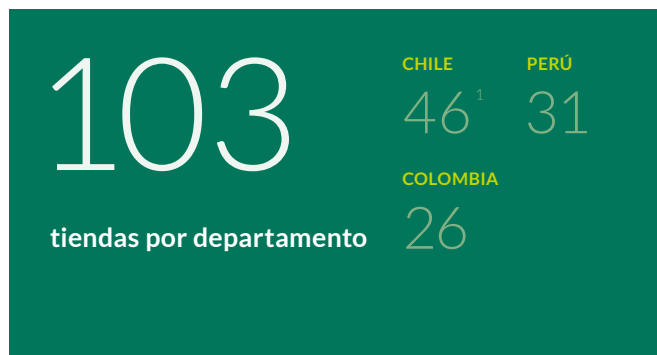 103
tiendas por departamento
CHILE
46 1
PERÚ
31
COLOMBIA
26